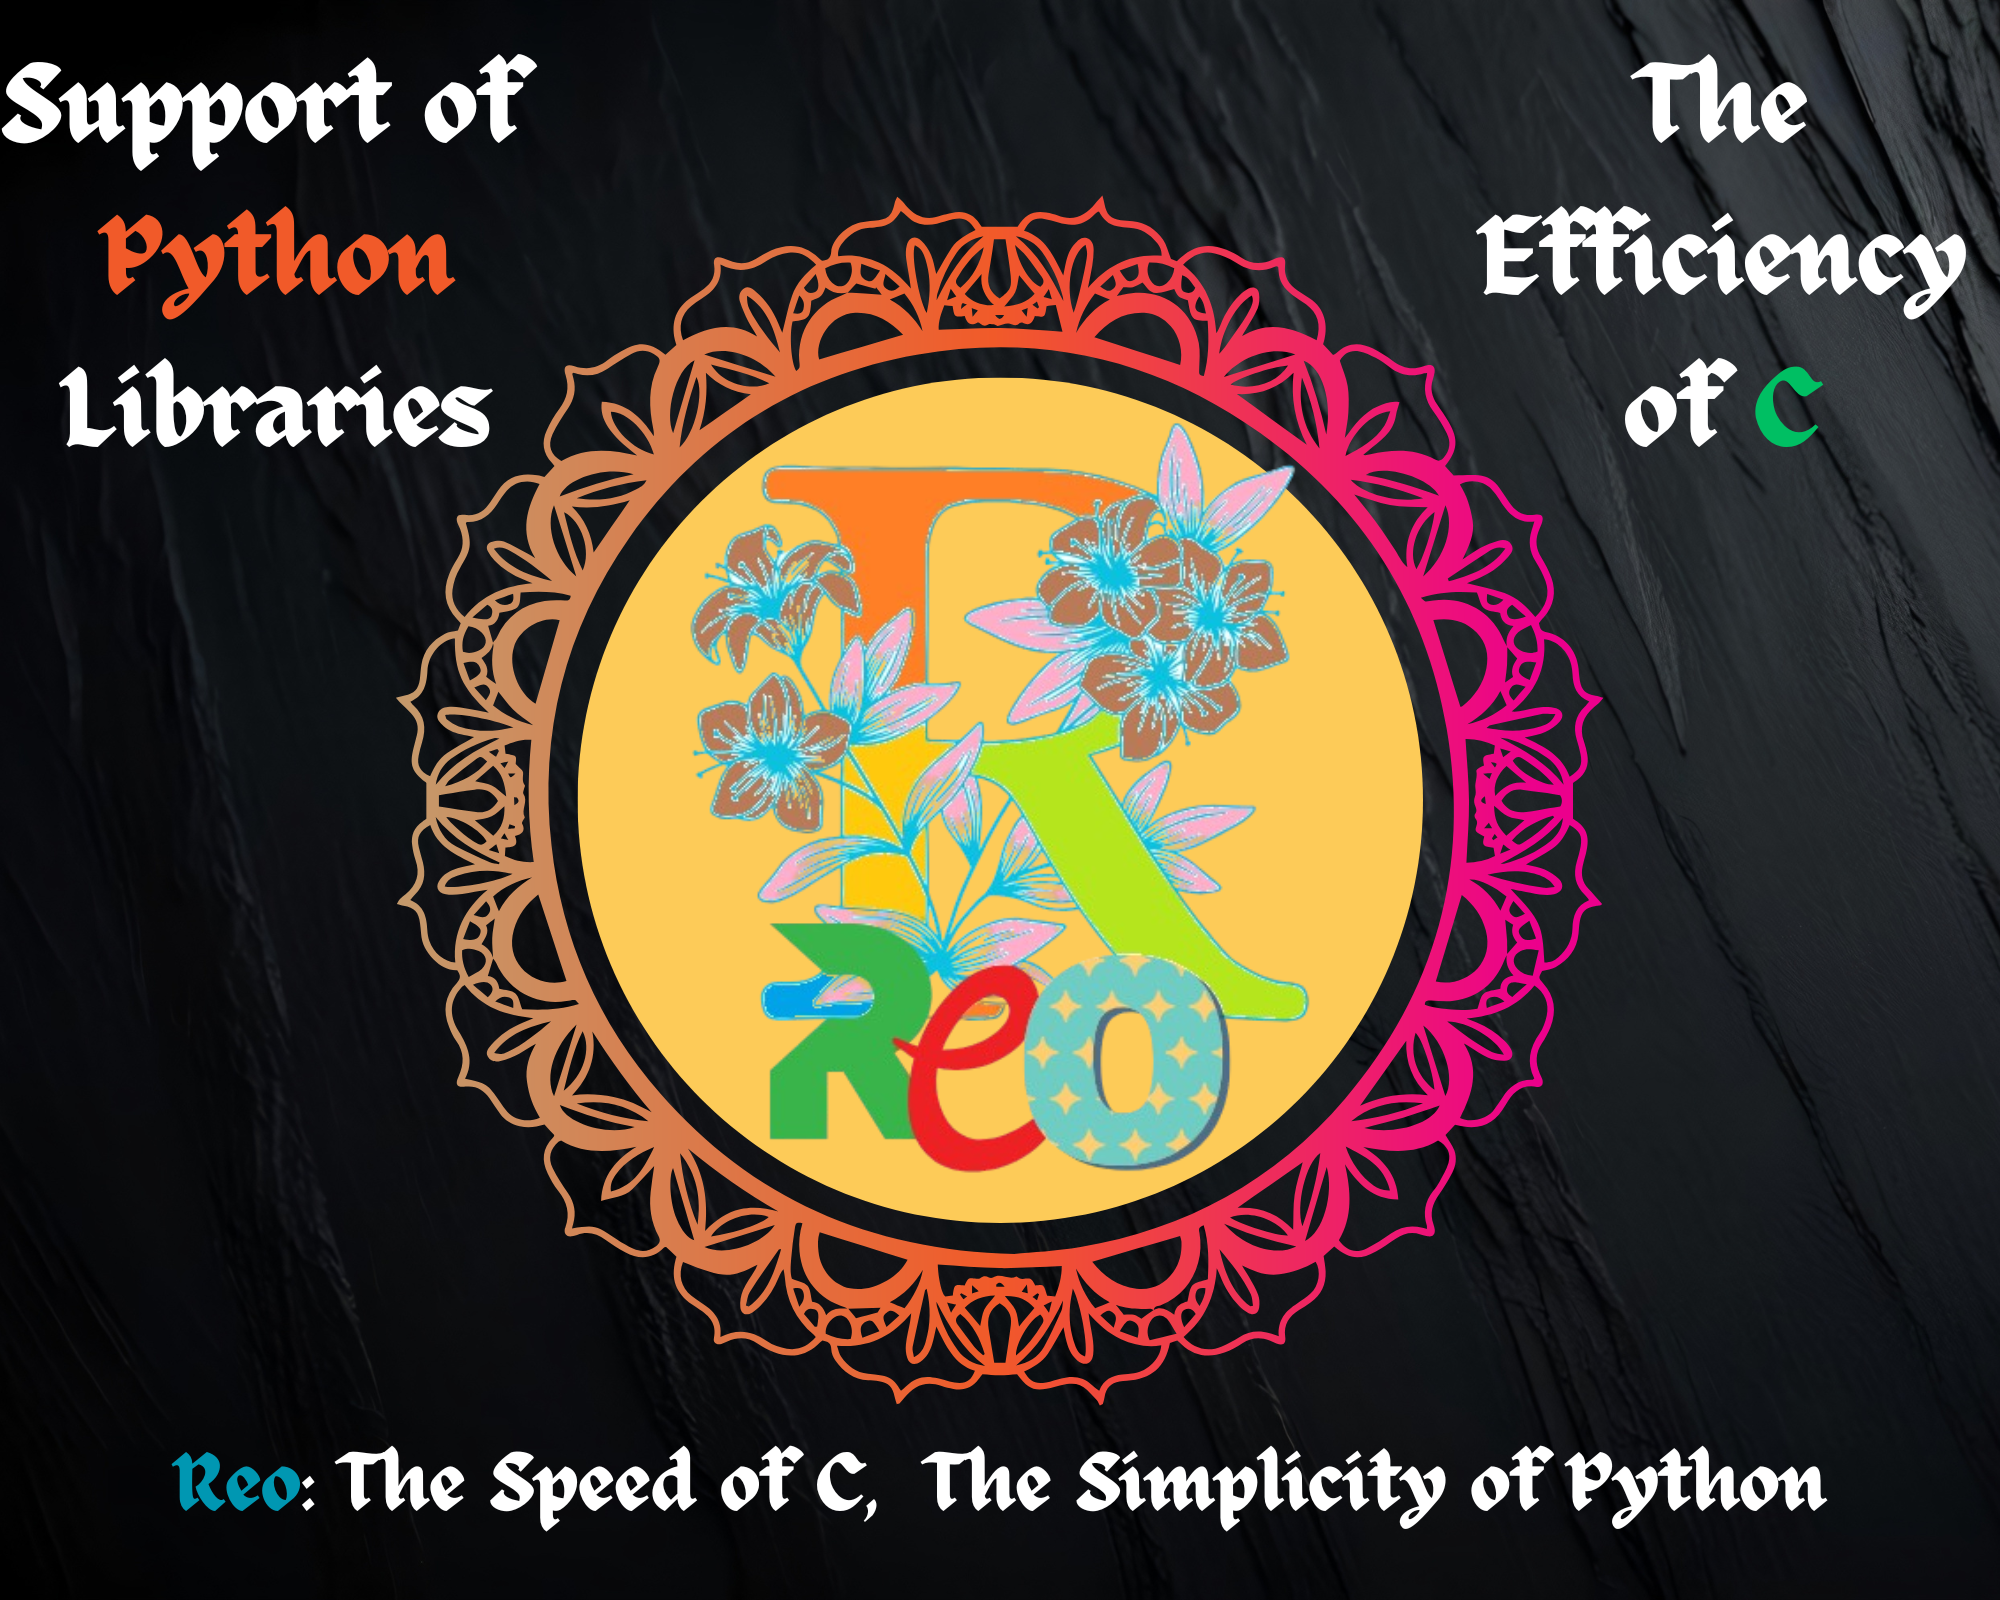 Support of
Python
Libraries
The
Efficiency
of C
R
Reo
Reo: The Speed of C, The Simplicity of Python